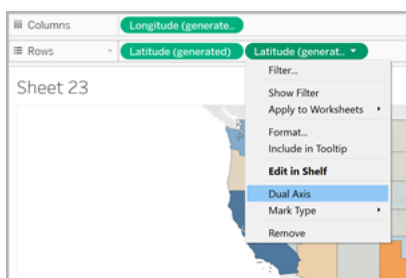 Columns
Longitude (generate..
Rows
Latitude (generated)
Latitude (generat..
Sheet 23
Filter...
Show Filter
Apply to Worksheets
Format...
Include in Tooltip
Edit in Shelf
Dual Axis
Mark Type
Remove